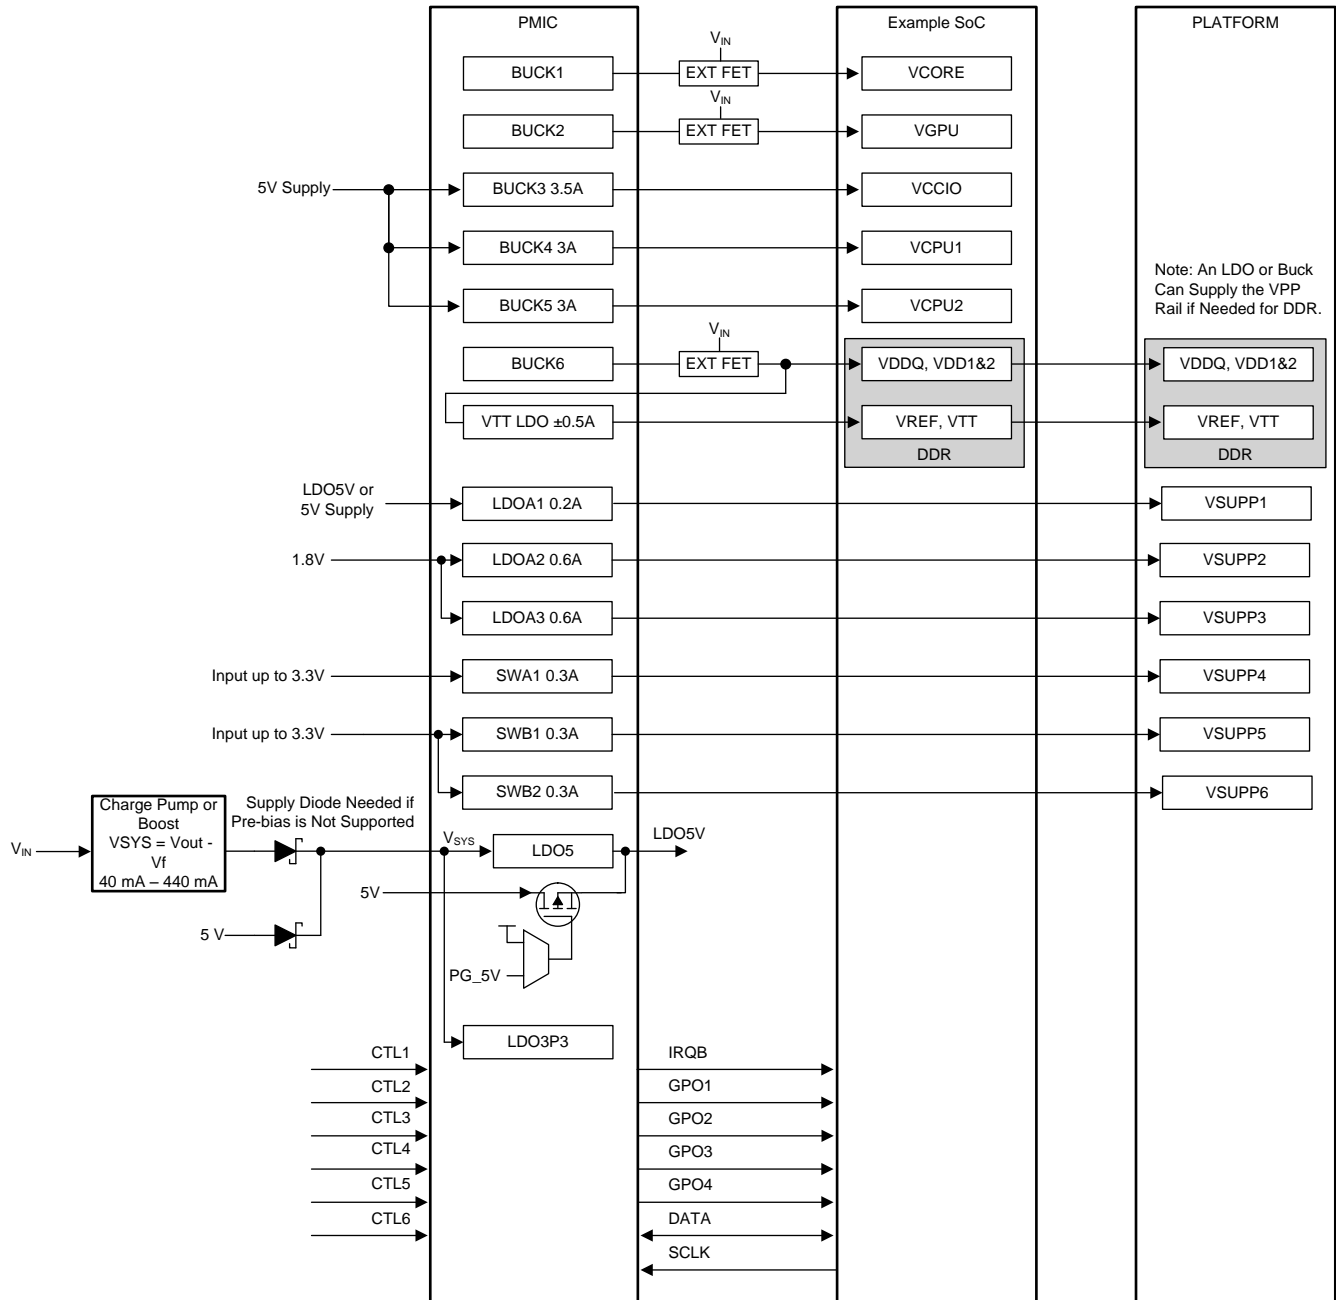 PMIC
Example SoC
PLATFORM
VIN
BUCK1
EXT FET
VCORE
VIN
BUCK2
EXT FET
VGPU
5V Supply
BUCK3 3.5A
VCCIO
BUCK4 3A
VCPU1
Note: An LDO or Buck
Can Supply the VPP
Rail if Needed for DDR.
BUCK5 3A
VCPU2
VIN
BUCK6
EXT FET
VDDQ, VDD1&2
VDDQ, VDD1&2
VTT LDO ±0.5A
VREF, VTT
VREF, VTT
DDR
DDR
LDO5V or
5V Supply
LDOA1 0.2A
VSUPP1
1.8V
LDOA2 0.6A
VSUPP2
LDOA3 0.6A
VSUPP3
Input up to 3.3V
SWA1 0.3A
VSUPP4
Input up to 3.3V
SWB1 0.3A
VSUPP5
SWB2 0.3A
VSUPP6
Charge Pump or
Boost
VSYS = Vout -
Vf
40 mA – 440 mA
Supply Diode Needed if
Pre-bias is Not Supported
VIN
VSYS
LDO5
LDO5V
5V
5 V
PG_5V
LDO3P3
CTL1
IRQB
CTL2
GPO1
CTL3
GPO2
CTL4
GPO3
CTL5
GPO4
CTL6
DATA
SCLK